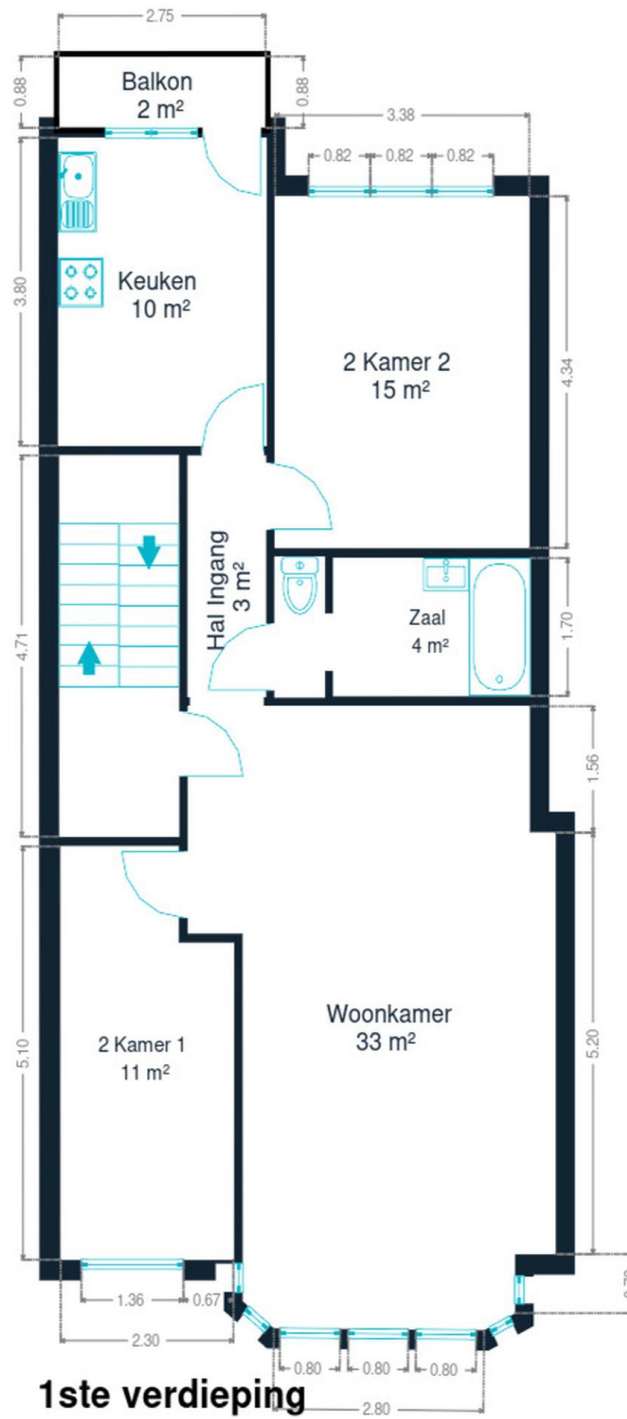 2.75
0.88
Balkon
2 m²
0.88
3.38
0.82
0.82
0.82
3.80
Keuken
10 m²
2 Kamer 2
15 m²
4.34
4.71
Hal Ingang
3 m²
Zaal
4 m²
1.70
1.56
5.10
2 Kamer 1
11 m²
Woonkamer
33 m²
5.20
1.36
0.67
2.30
0.80
0.80
0.80
2.80
1ste verdieping